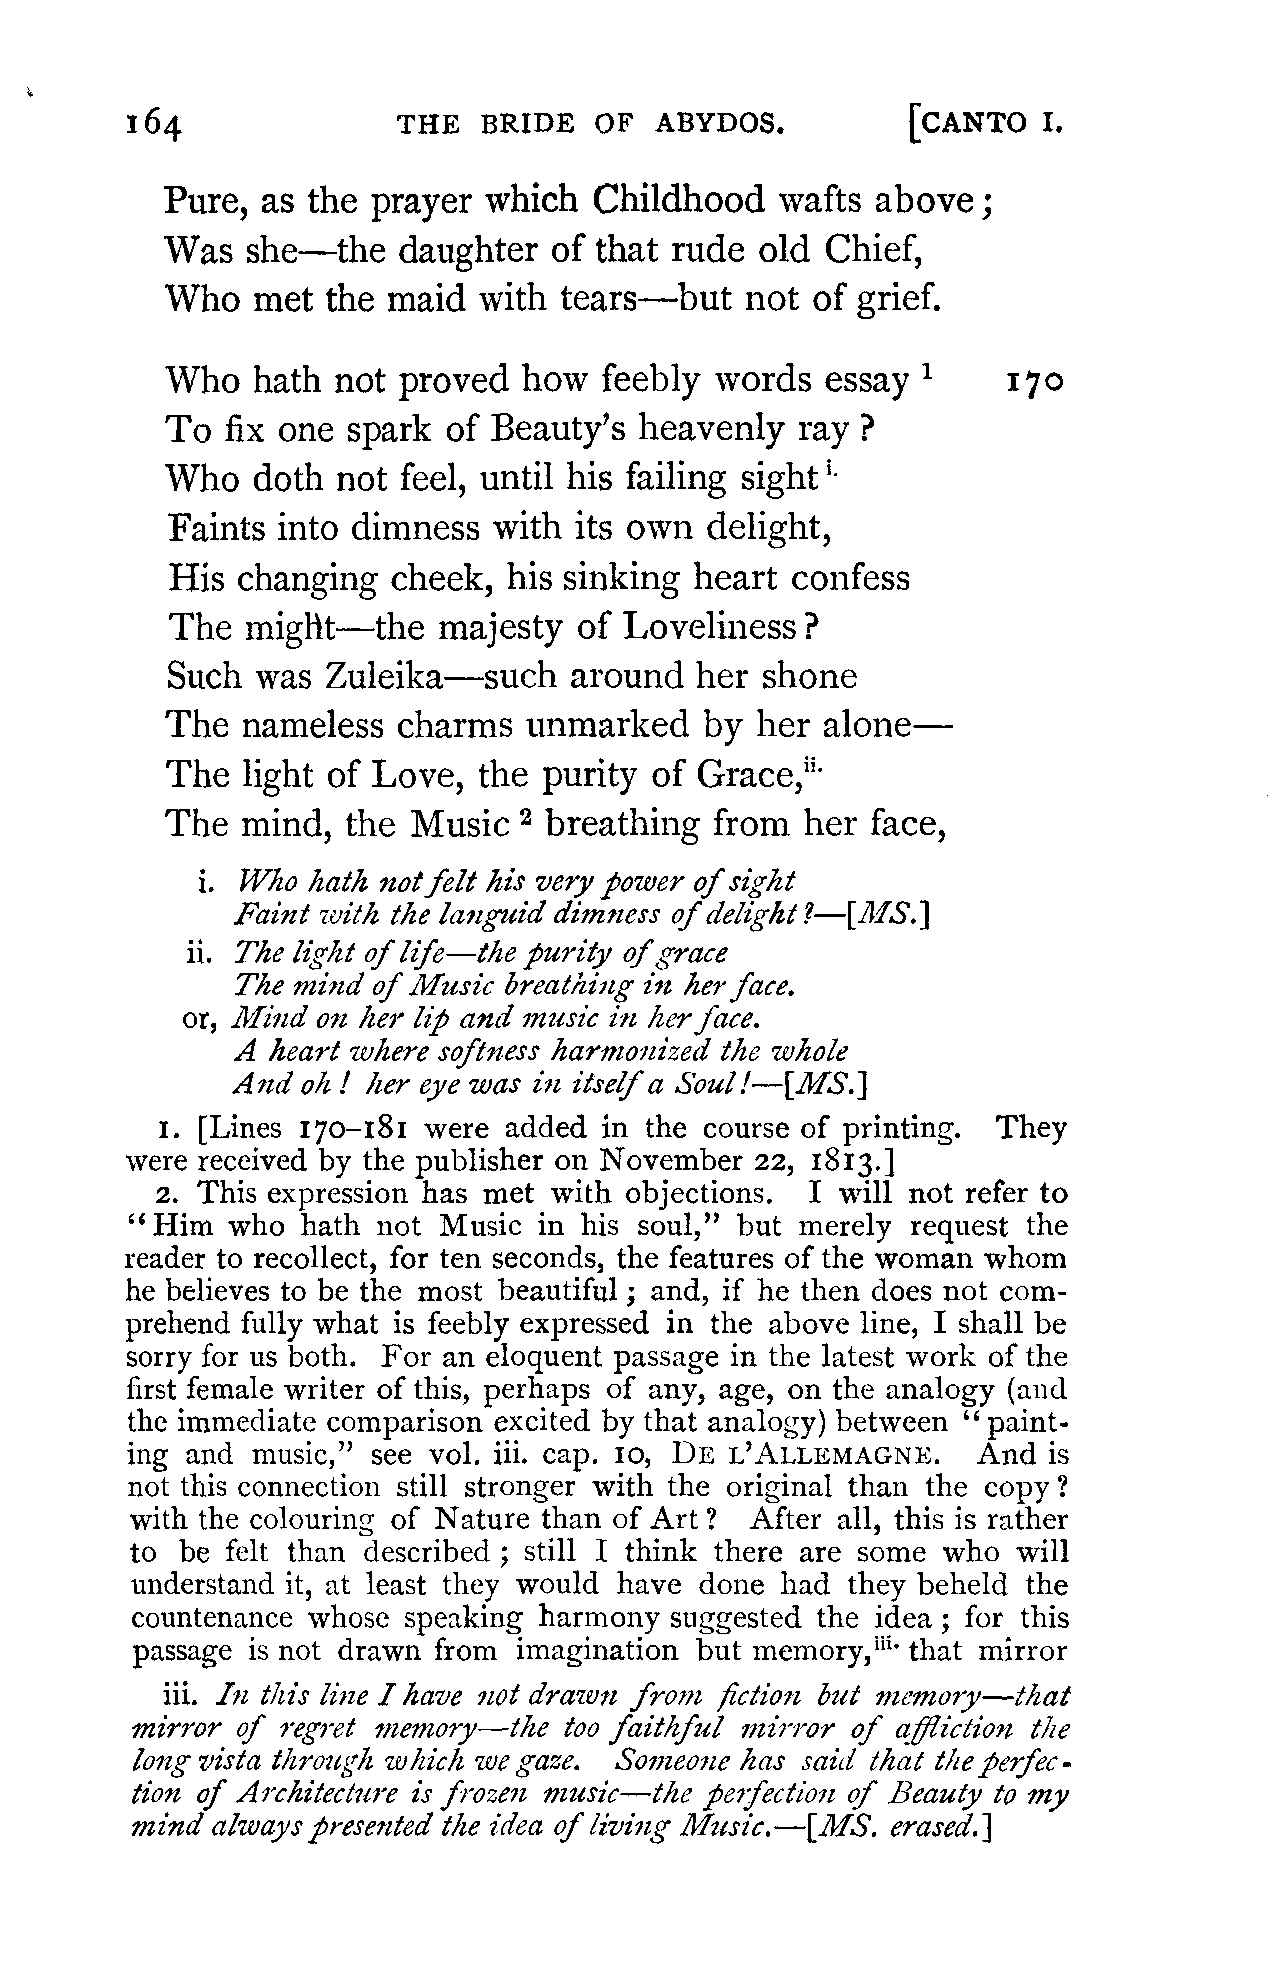 164 THE BRIDE OF ABYDOS. [CANTO I.
Pure, as the prayer which Childhood wafts above;
Was she—the daughter of that rude old Chief,
Who met the maid with tears—but not of grief.
Who hath not proved how feebly words essay 1 170
To fix one spark of Beauty's heavenly ray?
Who doth not feel, until his failing sight i.
Faints into dimness with its own delight,
His changing cheek, his sinking heart confess
The might—the majesty of Loveliness?
Such was Zuleika—such around her shone
The nameless charms unmarked by her alone—
The light of Love, the purity of Grace,ii.
The mind, the Music 2 breathing from her face,
i. Who hath not felt his very power of sight
Faint with the languid dimness of delight?—[MS.]
ii. The light of life—the purity of grace
The mind of Music breathing in her face.
or, Mind on her lip and music in her face.
A heart where softness harmonized the whole
And oh! her eye was in itself a Soul!—[MS.]
1. [Lines 170-181 were added in the course of printing. They
were received by the publisher on November 22, 1813.]
2. This expression has met with objections. I will not refer to
"Him who hath not Music in his soul," but merely request the
reader to recollect, for ten seconds, the features of the woman whom
he believes to be the most beautiful; and, if he then does not com-
prehend fully what is feebly expressed in the above line, I shall be
sorry for us both. For an eloquent passage in the latest work of the
first female writer of this, perhaps of any, age, on the analogy (and
the immediate comparison excited by that analogy) between "paint-
ing and music," see vol. iii. cap. 10, DE L'ALLEMAGNE. And is
not this connection still stronger with the original than the copy?
with the colouring of Nature than of Art? After all, this is rather
to be felt than described; still I think there are some who will
understand it, at least they would have done had they beheld the
countenance whose speaking harmony suggested the idea; for this
passage is not drawn from imagination but memory,iii. that mirror
iii. In this line I have not drawn from fiction but memory—that
mirror of regret memory—the too faithful mirror of affliction the
long vista through which we gaze. Someone has said that the perfec-
tion of Architecture is frozen music—the perfection of Beauty to my
mind always presented the idea of living Music.—[MS. erased.]